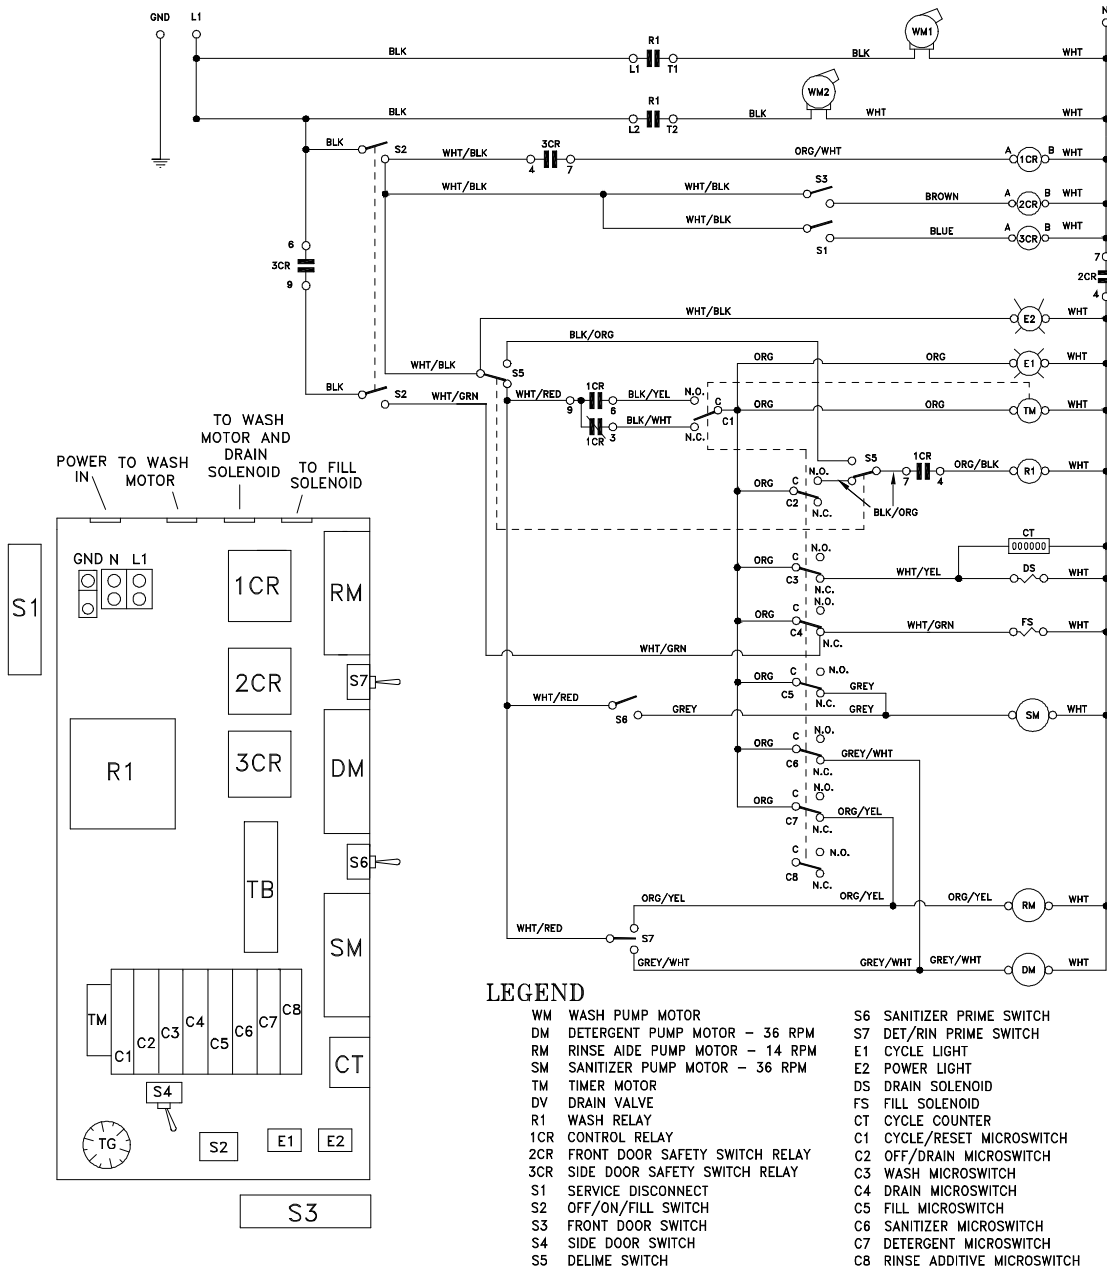 GND L1 N
BLK R1 BLK WM1 WHT
L1 T1
WM2
BLK R1 BLK WHT WHT
L2 T2
BLK S2 WHT/BLK 3CR ORG/WHT A 1CR B WHT
4 7
WHT/BLK WHT/BLK S3 BROWN A 2CR B WHT
WHT/BLK S1 BLUE A 3CR B WHT
6 3CR 9
7 2CR 4
WHT/BLK E2 WHT
BLK/ORG
WHT/BLK S5 ORG ORG E1 WHT
BLK S2 WHT/GRN WHT/RED 9 1CR 6 BLK/YEL N.O. C C1 ORG ORG TM WHT
1CR 3 BLK/WHT N.C.
S5 1CR ORG/BLK R1 WHT
7 4
ORG C C2 N.O. N.C. BLK/ORG
CT
000000
ORG C C3 N.O. N.C. WHT/YEL DS WHT
ORG C C4 N.O. N.C. WHT/GRN FS WHT
WHT/GRN
ORG C C5 N.O. N.C. GREY
WHT/RED S6 GREY GREY SM WHT
ORG C C6 N.O. N.C. GREY/WHT
ORG C C7 N.O. N.C. ORG/YEL
C C8 N.O. N.C.
ORG/YEL ORG/YEL ORG/YEL RM WHT
WHT/RED S7
GREY/WHT GREY/WHT GREY/WHT DM WHT
POWER
IN
TO WASH
MOTOR
TO WASH
MOTOR AND
DRAIN
SOLENOID
TO FILL
SOLENOID
S1
GND N L1
1CR RM
2CR S7
R1 3CR DM
S6
TB
SM
TM C1 C2 C3 C4 C5 C6 C7 C8
CT
S4
TG S2 E1 E2
S3
LEGEND
WM WASH PUMP MOTOR
DM DETERGENT PUMP MOTOR – 36 RPM
RM RINSE AIDE PUMP MOTOR – 14 RPM
SM SANITIZER PUMP MOTOR – 36 RPM
TM TIMER MOTOR
DV DRAIN VALVE
R1 WASH RELAY
1CR CONTROL RELAY
2CR FRONT DOOR SAFETY SWITCH RELAY
3CR SIDE DOOR SAFETY SWITCH RELAY
S1 SERVICE DISCONNECT
S2 OFF/ON/FILL SWITCH
S3 FRONT DOOR SWITCH
S4 SIDE DOOR SWITCH
S5 DELIME SWITCH
S6 SANITIZER PRIME SWITCH
S7 DET/RIN PRIME SWITCH
E1 CYCLE LIGHT
E2 POWER LIGHT
DS DRAIN SOLENOID
FS FILL SOLENOID
CT CYCLE COUNTER
C1 CYCLE/RESET MICROSWITCH
C2 OFF/DRAIN MICROSWITCH
C3 WASH MICROSWITCH
C4 DRAIN MICROSWITCH
C5 FILL MICROSWITCH
C6 SANITIZER MICROSWITCH
C7 DETERGENT MICROSWITCH
C8 RINSE ADDITIVE MICROSWITCH